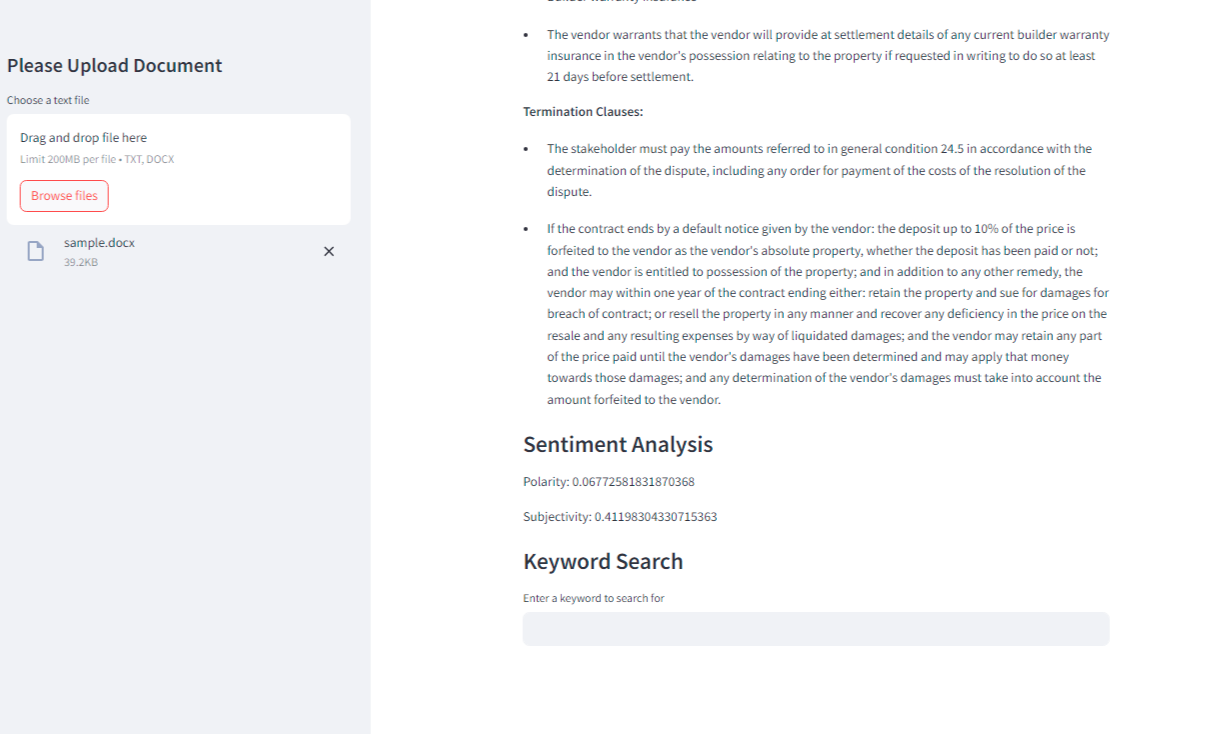 Please Upload Document
Choose a text file
Drag and drop file here
Limit 200MB per file • TXT, DOCX
Browse files
sample.docx
39.2KB
• The vendor warrants that the vendor will provide at settlement details of any current builder warranty
insurance in the vendor's possession relating to the property if requested in writing to do so at least
21 days before settlement.
Termination Clauses:
• The stakeholder must pay the amounts referred to in general condition 24.5 in accordance with the
determination of the dispute, including any order for payment of the costs of the resolution of the
dispute.
• If the contract ends by a default notice given by the vendor: the deposit up to 10% of the price is
forfeited to the vendor as the vendor's absolute property, whether the deposit has been paid or not;
and the vendor is entitled to possession of the property; and in addition to any other remedy, the
vendor may within one year of the contract ending either: retain the property and sue for damages for
breach of contract; or resell the property in any manner and recover any deficiency in the price on the
resale and any resulting expenses by way of liquidated damages; and the vendor may retain any part
of the price paid until the vendor's damages have been determined and may apply that money
towards those damages; and any determination of the vendor's damages must take into account the
amount forfeited to the vendor.
Sentiment Analysis
Polarity: 0.06772581831870368
Subjectivity: 0.41198304330715363
Keyword Search
Enter a keyword to search for